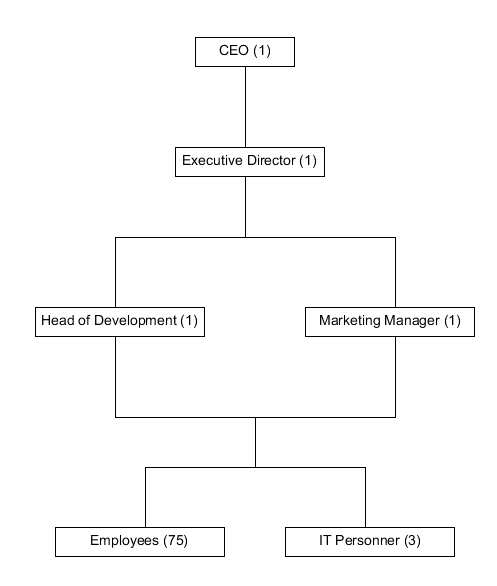 CEO (1)
Executive Director (1)
Head of Development (1)
Marketing Manager (1)
Employees (75)
IT Personner (3)